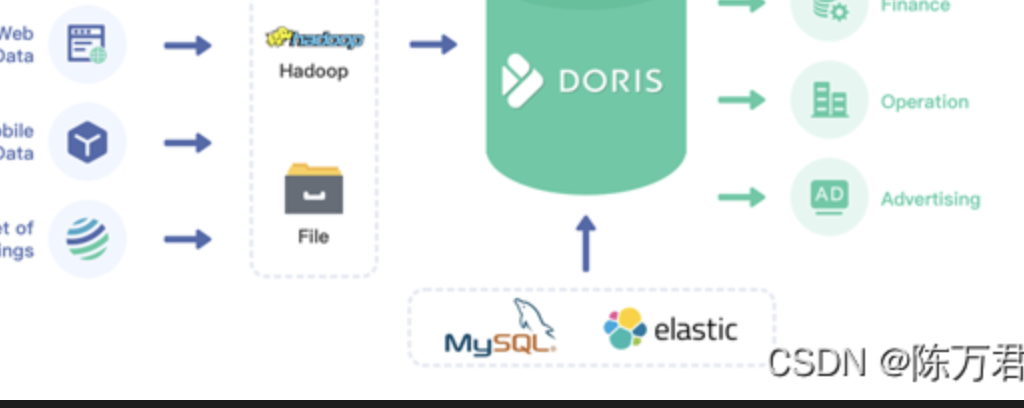 Web
Data
hadoop
Hadoop
DORIS
Finance
Operation
Data
File
AD
Advertising
et of
ings
MySQL
elastic
CSDN @陈万君